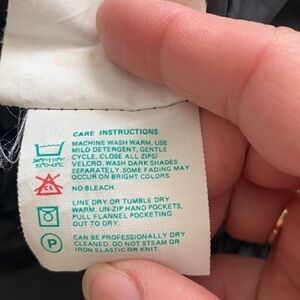 CARE INSTRUCTIONS
MACHINE WASH WARM, USE
MILD DETERGENT, GENTLE
CYCLE. CLOSE ALL ZIPS/
VELCRO. WASH DARK SHADES
SEPARATELY. SOME FADING MAY
OCCUR ON BRIGHT COLORS
CL
NO BLEACH.
LINE DRY OR TUMBLE DRY
WARM. UN-ZIP HAND POCKETS,
PULL FLANNEL POCKETING
OUT TO DRY.
P
CAN BE PROFESSIONALLY DRY
CLEANED. DO NOT STEAM OR
IRON ELASTIC OR KNIT.